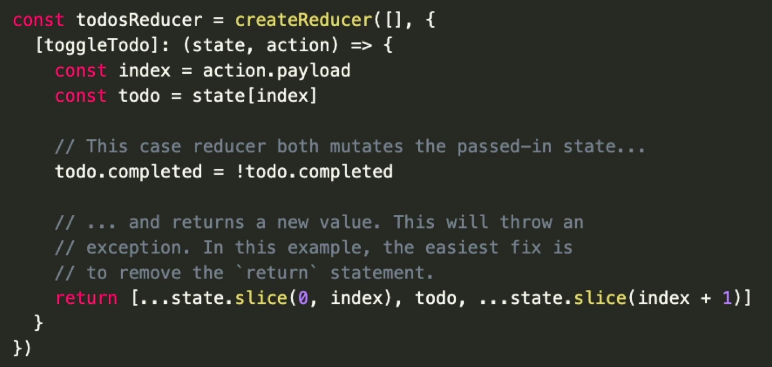 const todosReducer = createReducer([], {
  [toggleTodo]: (state, action) => {
    const index = action.payload
    const todo = state[index]

    // This case reducer both mutates the passed-in state...
    todo.completed = !todo.completed

    // ... and returns a new value. This will throw an
    // exception. In this example, the easiest fix is
    // to remove the `return` statement.
    return [...state.slice(0, index), todo, ...state.slice(index + 1)]
  }
})